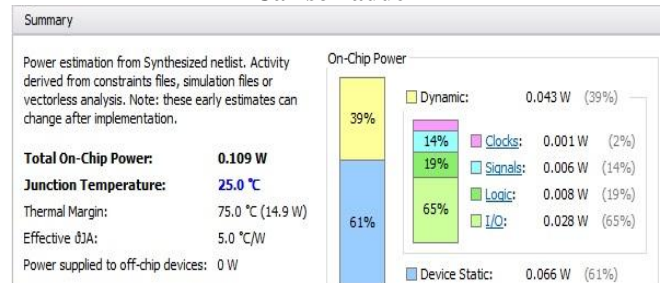 Summary
Power estimation from Synthesized netlist. Activity
derived from constraints files, simulation files or
vectorless analysis. Note: these early estimates can
change after implementation.
Total On-Chip Power: 0.109 W
Junction Temperature: 25.0 °C
Thermal Margin: 75.0 °C (14.9 W)
Effective ϑJA: 5.0 °C/W
Power supplied to off-chip devices: 0 W
On-Chip Power
39%
61%
Dynamic: 0.043 W (39%)
14%
19%
65%
Clocks: 0.001 W (2%)
Signals: 0.006 W (14%)
Logic: 0.008 W (19%)
I/O: 0.028 W (65%)
Device Static: 0.066 W (61%)